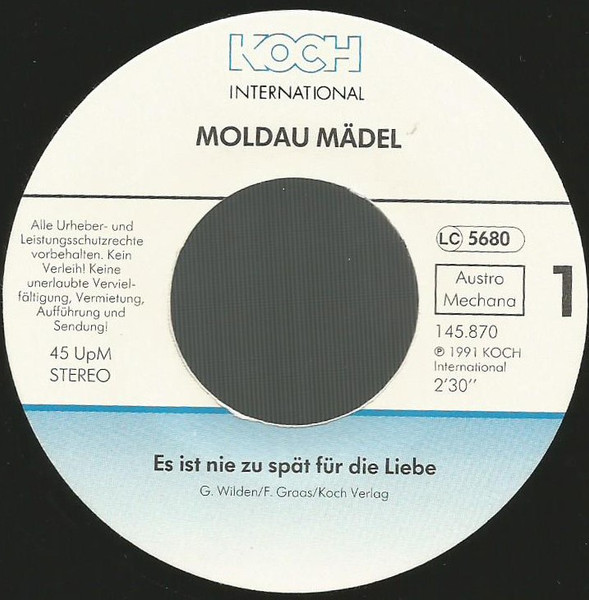 KOCH
INTERNATIONAL
MOLDAU MÄDEL
Alle Urheber- und
Leistungsschutzrechte
vorbehalten. Kein
Verleih! Keine
unerlaubte Verviel-
fältigung, Vermietung,
Aufführung und
Sendung!
45 UpM
STEREO
LC 5680
Austro
Mechana
1
145.870
℗ 1991 KOCH
International
2'30''
Es ist nie zu spät für die Liebe
G. Wilden/F. Graas/Koch Verlag